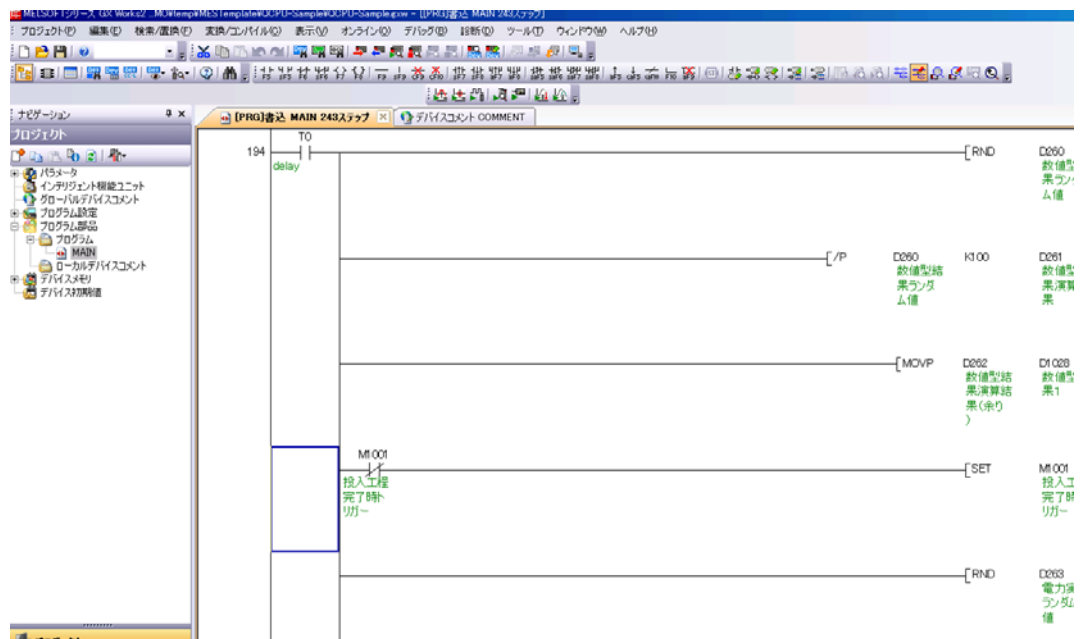 MELSOFTシリーズ GX Works2 ...MO¥temp¥MESTemplate¥QCPU-Sample¥QCPU-Sample.gxw - [[PRG]書込 MAIN 243ステップ]
プロジェクト(P) 編集(E) 検索/置換(F) 変換/コンパイル(C) 表示(V) オンライン(O) デバッグ(B) 診断(D) ツール(T) ウィンドウ(W) ヘルプ(H)
ナビゲーション
[PRG]書込 MAIN 243ステップ
デバイスコメント COMMENT
プロジェクト
パラメータ
インテリジェント機能ユニット
グローバルデバイスコメント
プログラム設定
プログラム部品
プログラム
MAIN
ローカルデバイスコメント
デバイスメモリ
デバイス初期値
194
T0
delay
RND D260
数値型
果ランダ
ム値
/P D260 K100 D261
数値型結
果ランダ
ム値
数値型
果演算
果
MOVP D262 D1028
数値型結
果演算結
果(余り
)
数値型
果1
M1001
投入工程
完了時ト
リガー
SET M1001
投入工
完了時
リガー
RND D263
電力演
ランダム
値